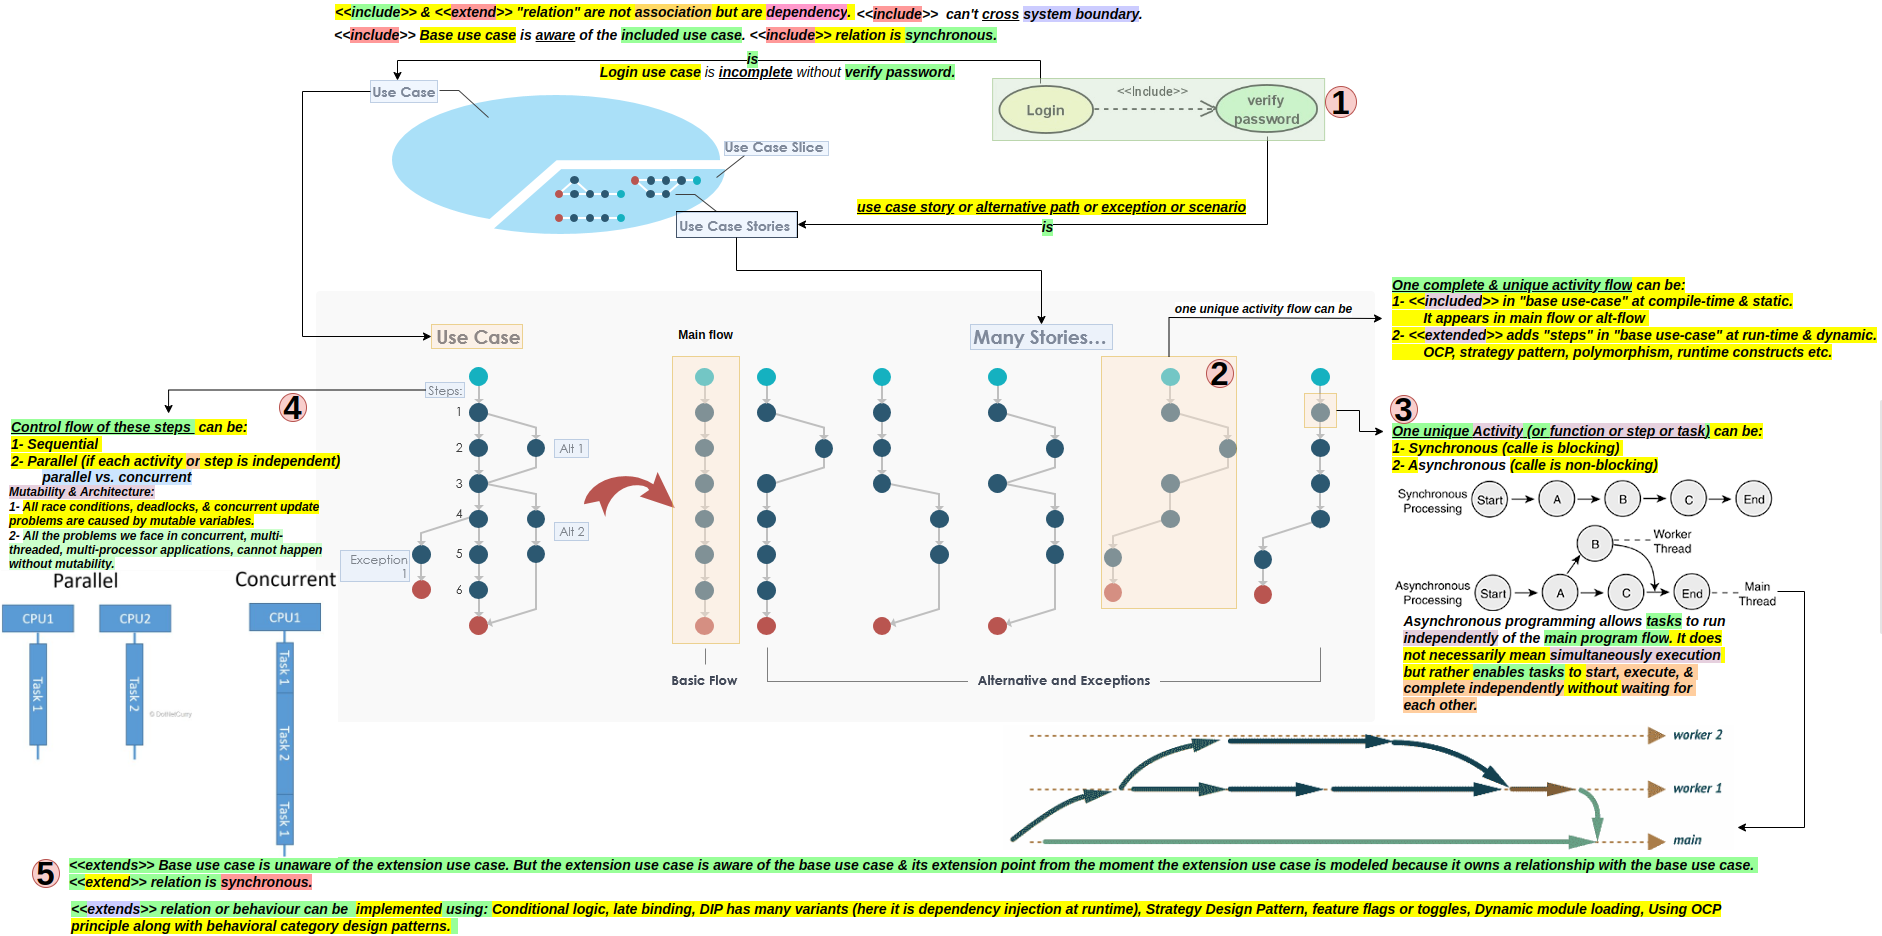 <<include>> & <<extend>> "relation" are not association but are dependency. <<include>> can't cross system boundary.
<<include>> Base use case is aware of the included use case. <<include>> relation is synchronous.
is
Login use case is incomplete without verify password.
Use Case
Login
<<Include>>
verify
password
1
Use Case Slice
Use Case Stories
use case story or alternative path or exception or scenario
is
One complete & unique activity flow can be:
1- <<included>> in "base use-case" at compile-time & static.
It appears in main flow or alt-flow
2- <<extended>> adds "steps" in "base use-case" at run-time & dynamic.
OCP, strategy pattern, polymorphism, runtime constructs etc.
one unique activity flow can be
Use Case
Main flow
Many Stories...
2
Steps:
1
2
3
4
5
6
Alt 1
Alt 2
Exception
1
Basic Flow
Alternative and Exceptions
4
Control flow of these steps can be:
1- Sequential
2- Parallel (if each activity or step is independent)
parallel vs. concurrent
Mutability & Architecture:
1- All race conditions, deadlocks, & concurrent update
problems are caused by mutable variables.
2- All the problems we face in concurrent, multi-
threaded, multi-processor applications, cannot happen
without mutability.
Parallel
Concurrent
CPU1
CPU2
CPU1
Task 1
Task 2
Task 1
Task 2
Task 1
© DotNetCurry
3
One unique Activity (or function or step or task) can be:
1- Synchronous (calle is blocking)
2- Asynchronous (calle is non-blocking)
Synchronous
Processing
Start
A
B
C
End
B
Worker
Thread
Asynchronous
Processing
Start
A
C
End
Main
Thread
Asynchronous programming allows tasks to run
independently of the main program flow. It does
not necessarily mean simultaneously execution
but rather enables tasks to start, execute, &
complete independently without waiting for
each other.
worker 2
worker 1
main
5
<<extends>> Base use case is unaware of the extension use case. But the extension use case is aware of the base use case & its extension point from the moment the extension use case is modeled because it owns a relationship with the base use case.
<<extend>> relation is synchronous.
<<extends>> relation or behaviour can be implemented using: Conditional logic, late binding, DIP has many variants (here it is dependency injection at runtime), Strategy Design Pattern, feature flags or toggles, Dynamic module loading, Using OCP
principle along with behavioral category design patterns.